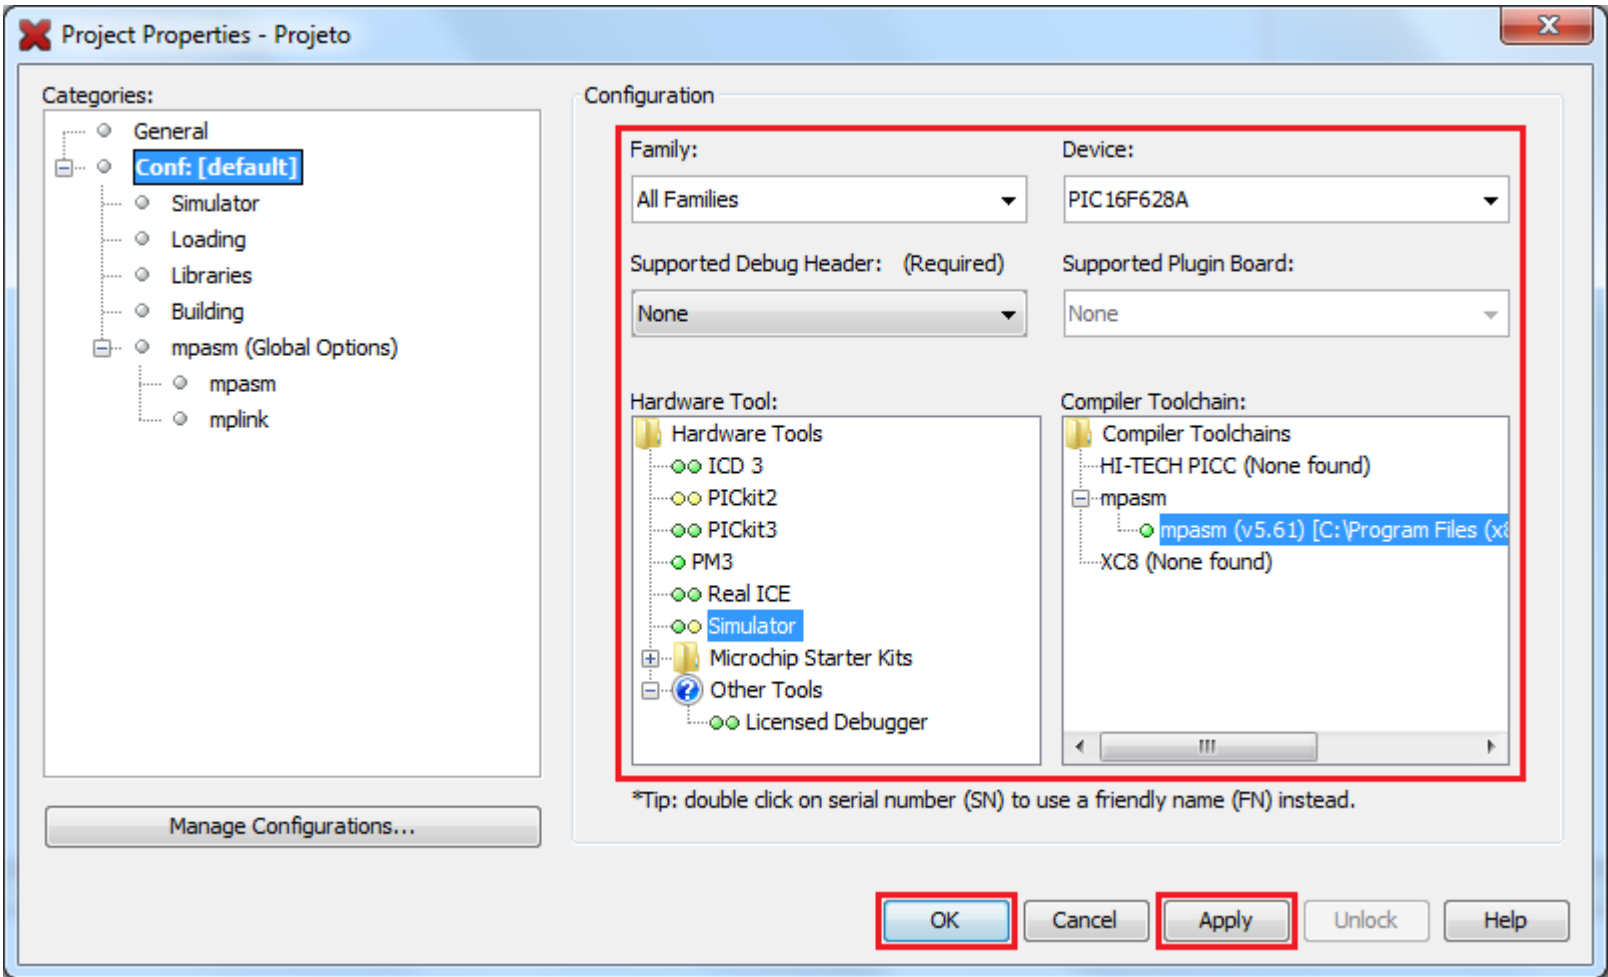 Project Properties - Projeto
x
Categories:
General
Conf: [default]
Simulator
Loading
Libraries
Building
mpasm (Global Options)
mpasm
mplink
Manage Configurations...
Configuration
Family:
Device:
All Families
PIC16F628A
Supported Debug Header: (Required)
Supported Plugin Board:
None
None
Hardware Tool:
Hardware Tools
ICD 3
PICkit2
PICkit3
PM3
Real ICE
Simulator
Microchip Starter Kits
? Other Tools
Licensed Debugger
Compiler Toolchain:
Compiler Toolchains
HI-TECH PICC (None found)
mpasm
mpasm (v5.61) [C:\Program Files (x8
XC8 (None found)
*Tip: double click on serial number (SN) to use a friendly name (FN) instead.
OK
Cancel
Apply
Unlock
Help